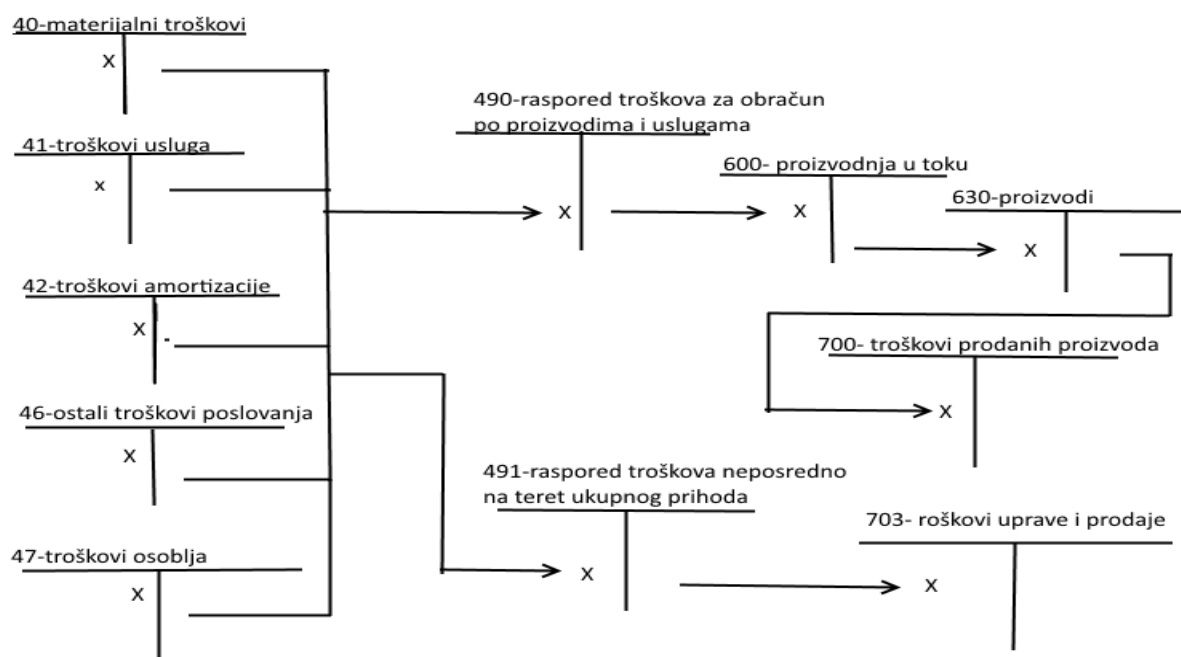 40-materijalni troškovi
X
41-troškovi usluga
x
42-troškovi amortizacije
X
46-ostali troškovi poslovanja
X
47-troškovi osoblja
X
490-raspored troškova za obračun
po proizvodima i uslugama
X
600- proizvodnja u toku
X
630-proizvodi
X
700- troškovi prodanih proizvoda
X
491-raspored troškova neposredno
na teret ukupnog prihoda
X
703- roškovi uprave i prodaje
X